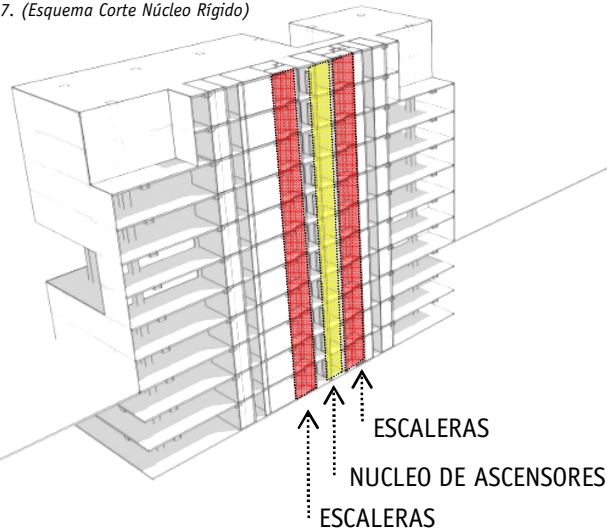 7. (Esquema Corte Núcleo Rígido)
ESCALERAS
NUCLEO DE ASCENSORES
ESCALERAS